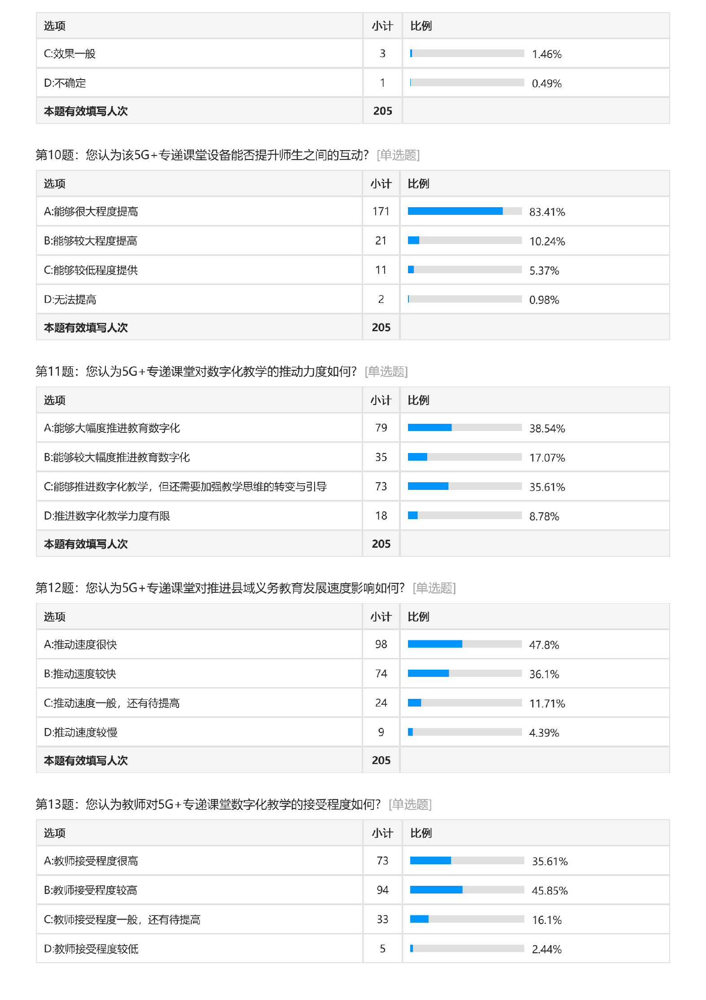 选项 小计 比例
C:效果一般 3 1.46%
D:不确定 1 0.49%
本题有效填写人次 205
第10题：您认为该5G+专递课堂设备能否提升师生之间的互动? [单选题]
选项 小计 比例
A:能够很大程度提高 171 83.41%
B:能够较大程度提高 21 10.24%
C:能够较低程度提供 11 5.37%
D:无法提高 2 0.98%
本题有效填写人次 205
第11题：您认为5G+专递课堂对数字化教学的推动力度如何? [单选题]
选项 小计 比例
A:能够大幅度推进教育数字化 79 38.54%
B:能够较大幅度推进教育数字化 35 17.07%
C:能够推进数字化教学，但还需要加强教学思维的转变与引导 73 35.61%
D:推进数字化教学力度有限 18 8.78%
本题有效填写人次 205
第12题：您认为5G+专递课堂对推进县域义务教育发展速度影响如何? [单选题]
选项 小计 比例
A:推动速度很快 98 47.8%
B:推动速度较快 74 36.1%
C:推动速度一般，还有待提高 24 11.71%
D:推动速度较慢 9 4.39%
本题有效填写人次 205
第13题：您认为教师对5G+专递课堂数字化教学的接受程度如何? [单选题]
选项 小计 比例
A:教师接受程度很高 73 35.61%
B:教师接受程度较高 94 45.85%
C:教师接受程度一般，还有待提高 33 16.1%
D:教师接受程度较低 5 2.44%